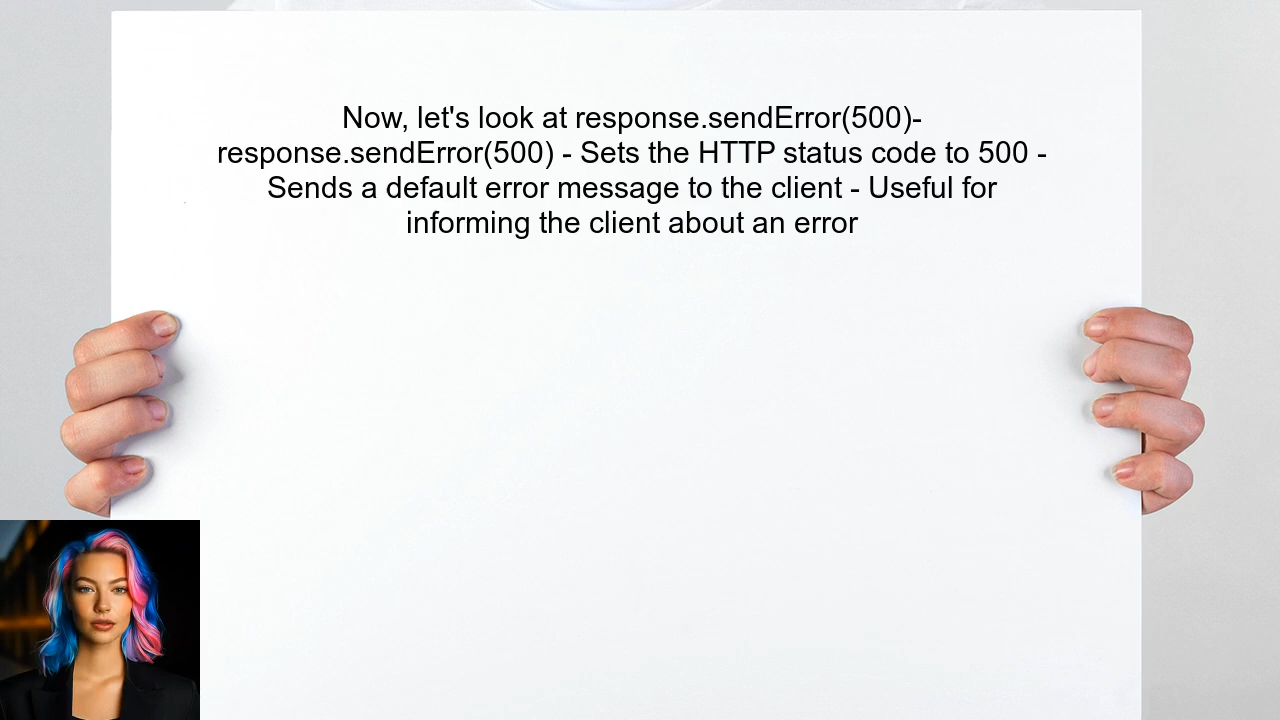 Now, let's look at response.sendError(500)-
response.sendError(500) - Sets the HTTP status code to 500 -
Sends a default error message to the client - Useful for
informing the client about an error